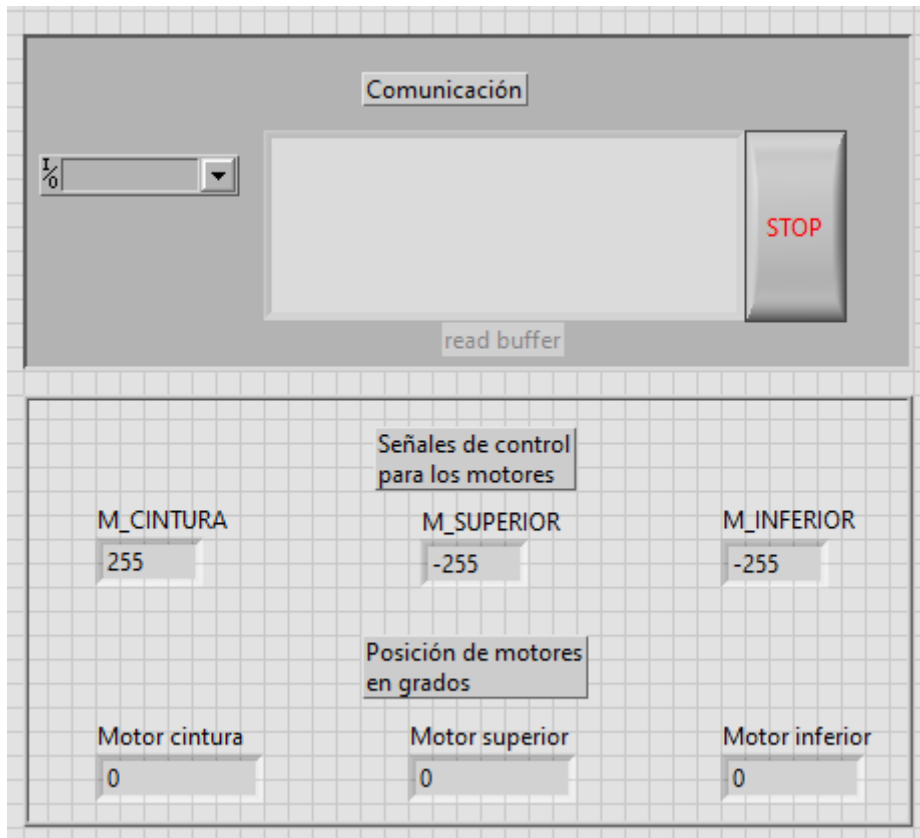 Comunicación
I/O
STOP
read buffer
Señales de control
para los motores
M_CINTURA M_SUPERIOR M_INFERIOR
255 -255 -255
Posición de motores
en grados
Motor cintura Motor superior Motor inferior
0 0 0